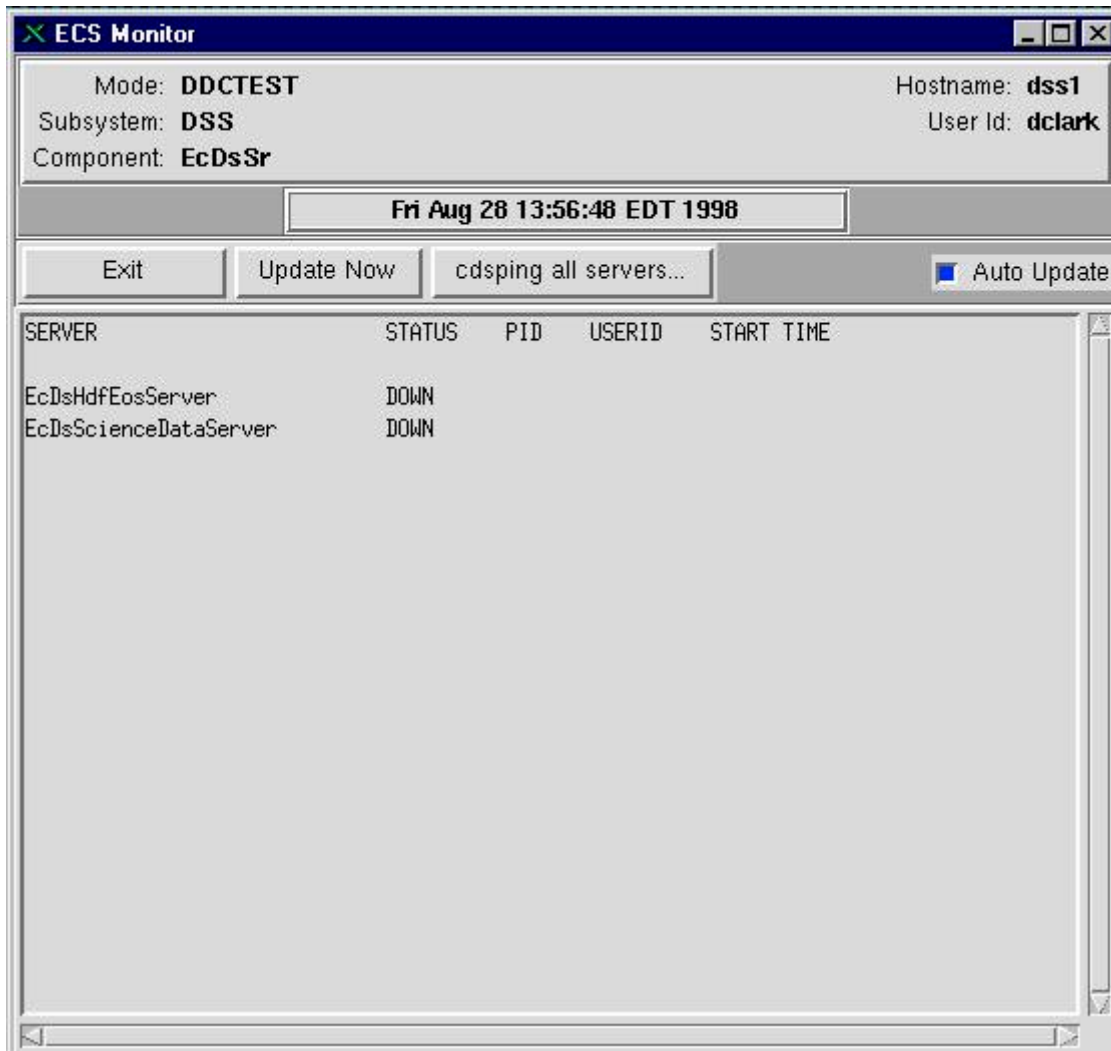 ECS Monitor
Mode: DDCTEST Hostname: dss1
Subsystem: DSS User Id: dclark
Component: EcDsSr
Fri Aug 28 13:56:48 EDT 1998
Exit Update Now cdsping all servers... Auto Update
SERVER STATUS PID USERID START TIME
EcDsHdfEosServer DOWN
EcDsScienceDataServer DOWN